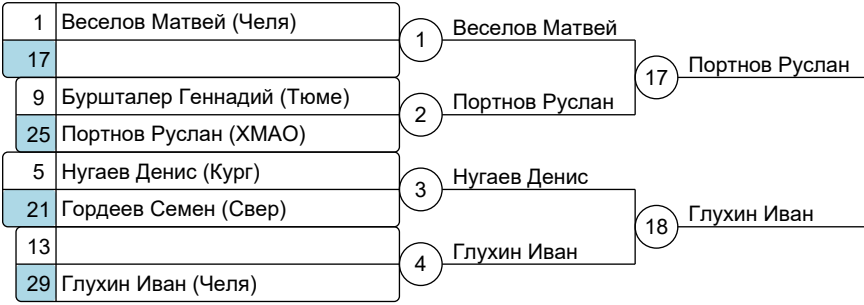 1 Веселов Матвей (Челя)
17
9 Буршталер Геннадий (Тюме)
25 Портнов Руслан (ХМАО)
5 Нугаев Денис (Кург)
21 Гордеев Семен (Свер)
13
29 Глухин Иван (Челя)
1 Веселов Матвей
2 Портнов Руслан
3 Нугаев Денис
4 Глухин Иван
17 Портнов Руслан
18 Глухин Иван